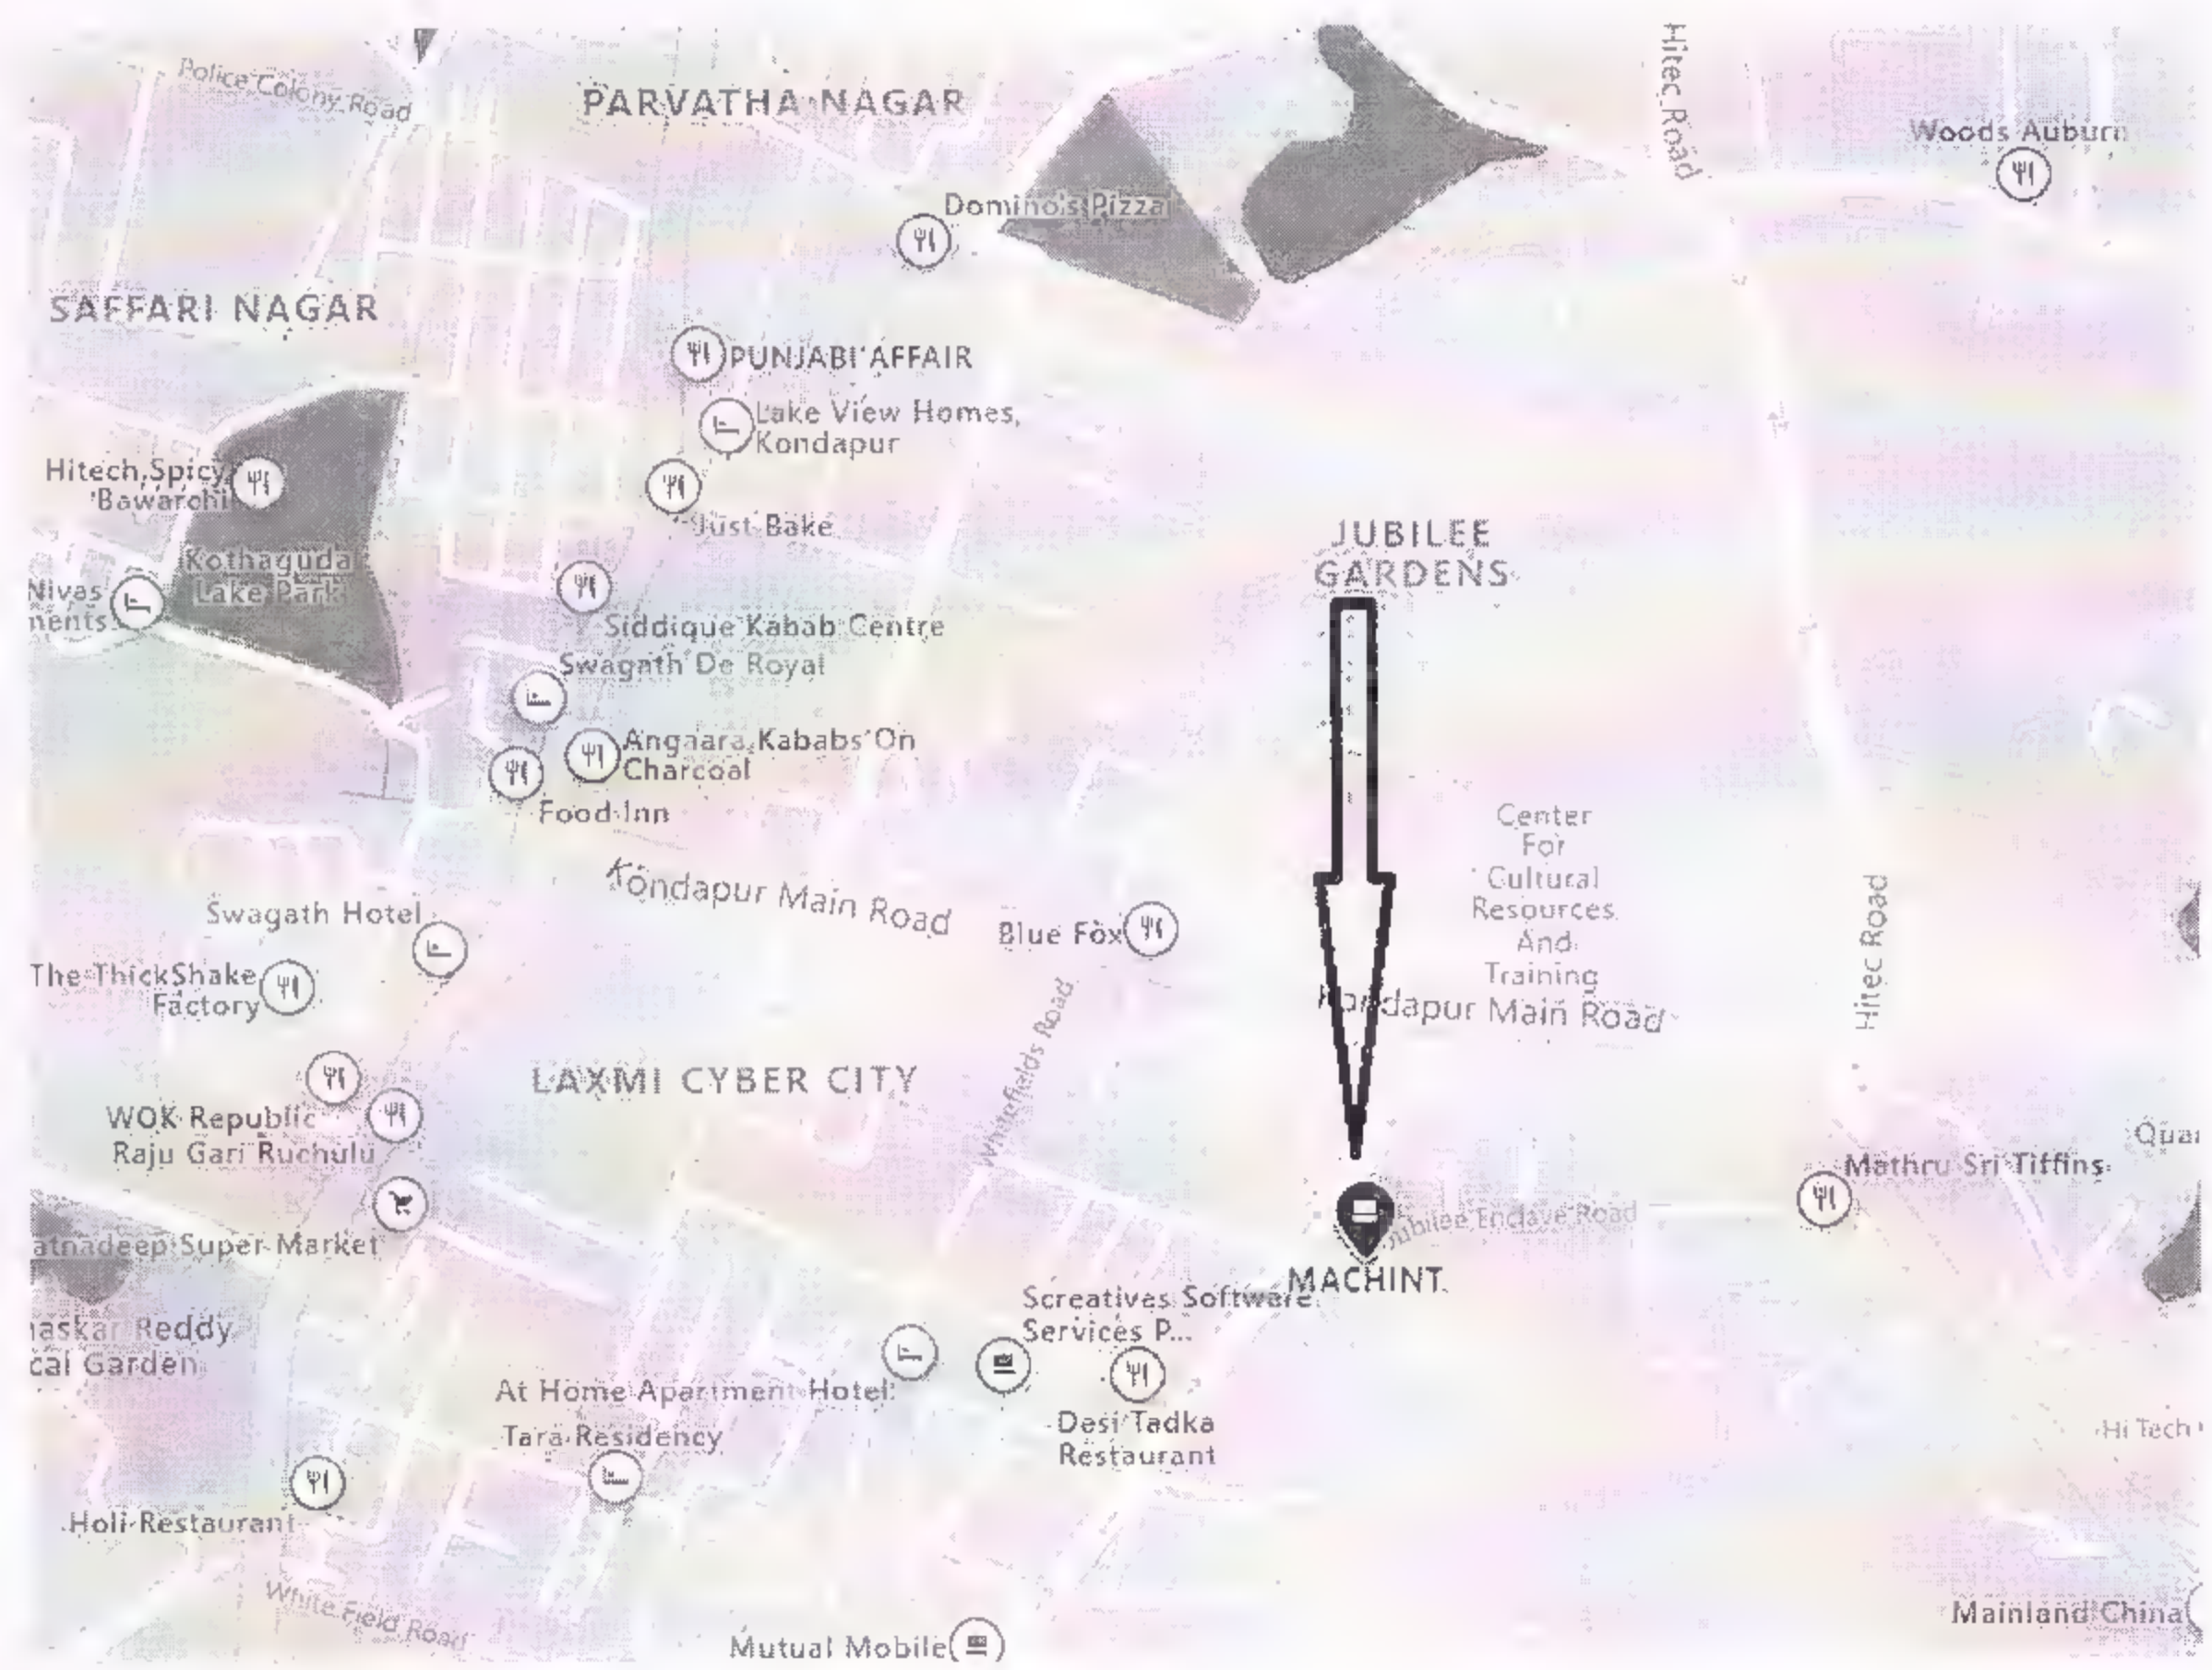 Police Colony Road
PARVATHA NAGAR
Hitec Road
Woods Auburn
Domino's Pizza
SAFFARI NAGAR
PUNJABI AFFAIR
Lake View Homes,
Kondapur
Hitech Spicy
Bawarchi
Just Bake
JUBILEE
GARDENS
Kothaguda
Lake Park
Nivas
ments
Siddique Kabab Centre
Swagath De Royal
Angaara Kababs On
Charcoal
Food Inn
Center
For
Cultural
Resources
And
Training
Kondapur Main Road
Swagath Hotel
Blue Fox
Hitec Road
The ThickShake
Factory
Kondapur Main Road
Whitefields Road
LAXMI CYBER CITY
WOK Republic
Raju Gari Ruchulu
Mathru Sri Tiffins
Jubilee Enclave Road
atnadeep Super Market
MACHINT
Screatives Software
Services P...
askar Reddy
cal Garden
At Home Apartment Hotel
Tara Residency
Desi Tadka
Restaurant
Hi Tech
Holi Restaurant
White Field Road
Mutual Mobile
Mainland China